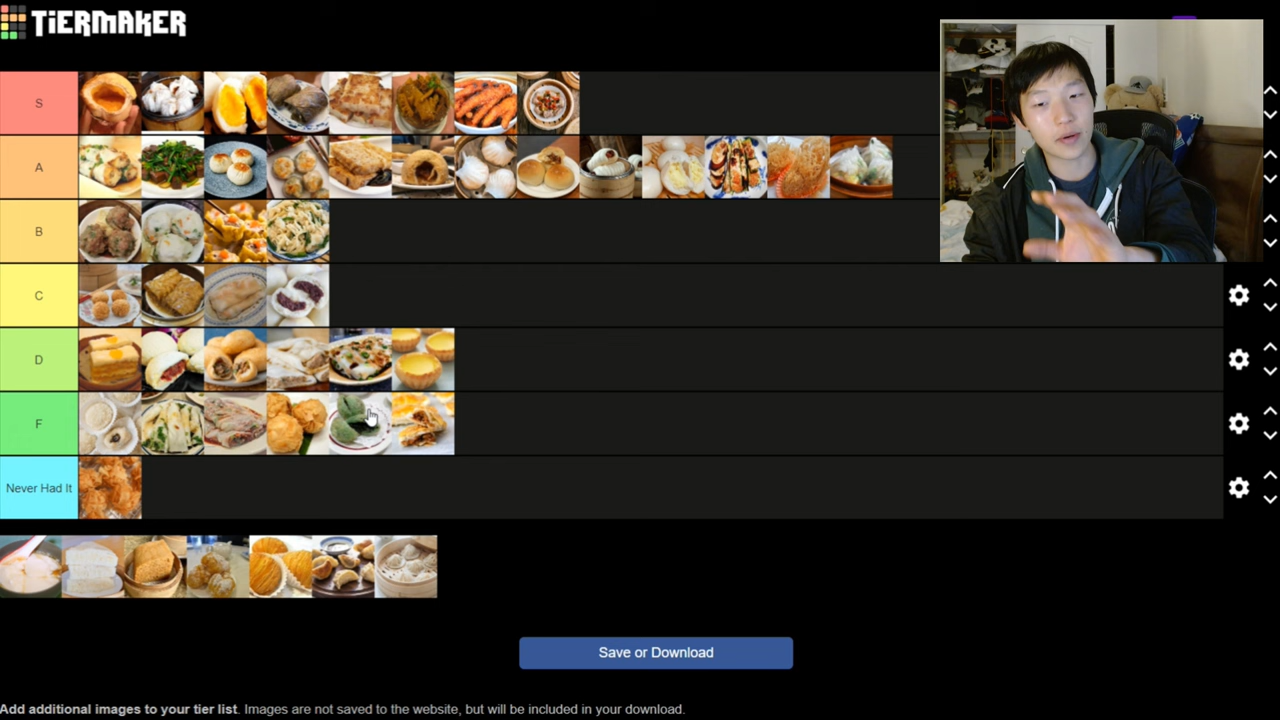 TiERMAKER
S
A
B
C
D
F
Never Had It
Save or Download
Add additional images to your tier list. Images are not saved to the website, but will be included in your download.